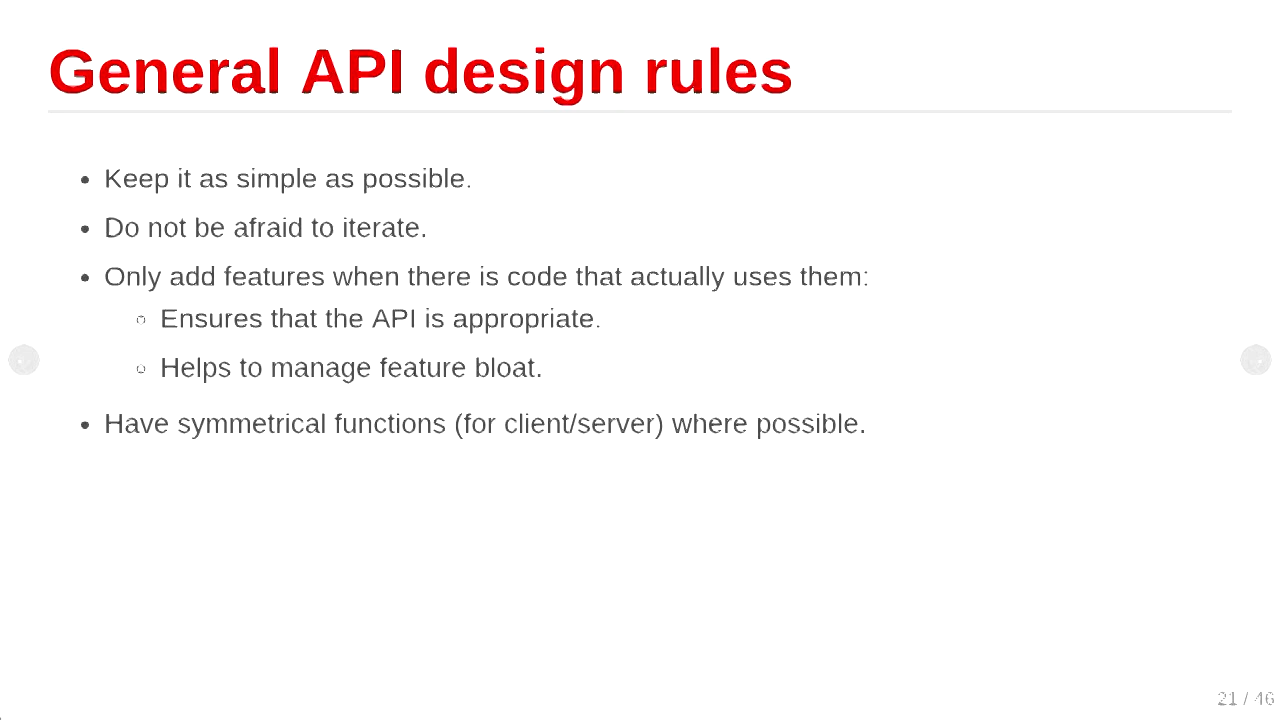 General API design rules
• Keep it as simple as possible.
• Do not be afraid to iterate.
• Only add features when there is code that actually uses them:
○ Ensures that the API is appropriate.
○ Helps to manage feature bloat.
• Have symmetrical functions (for client/server) where possible.
21 / 46